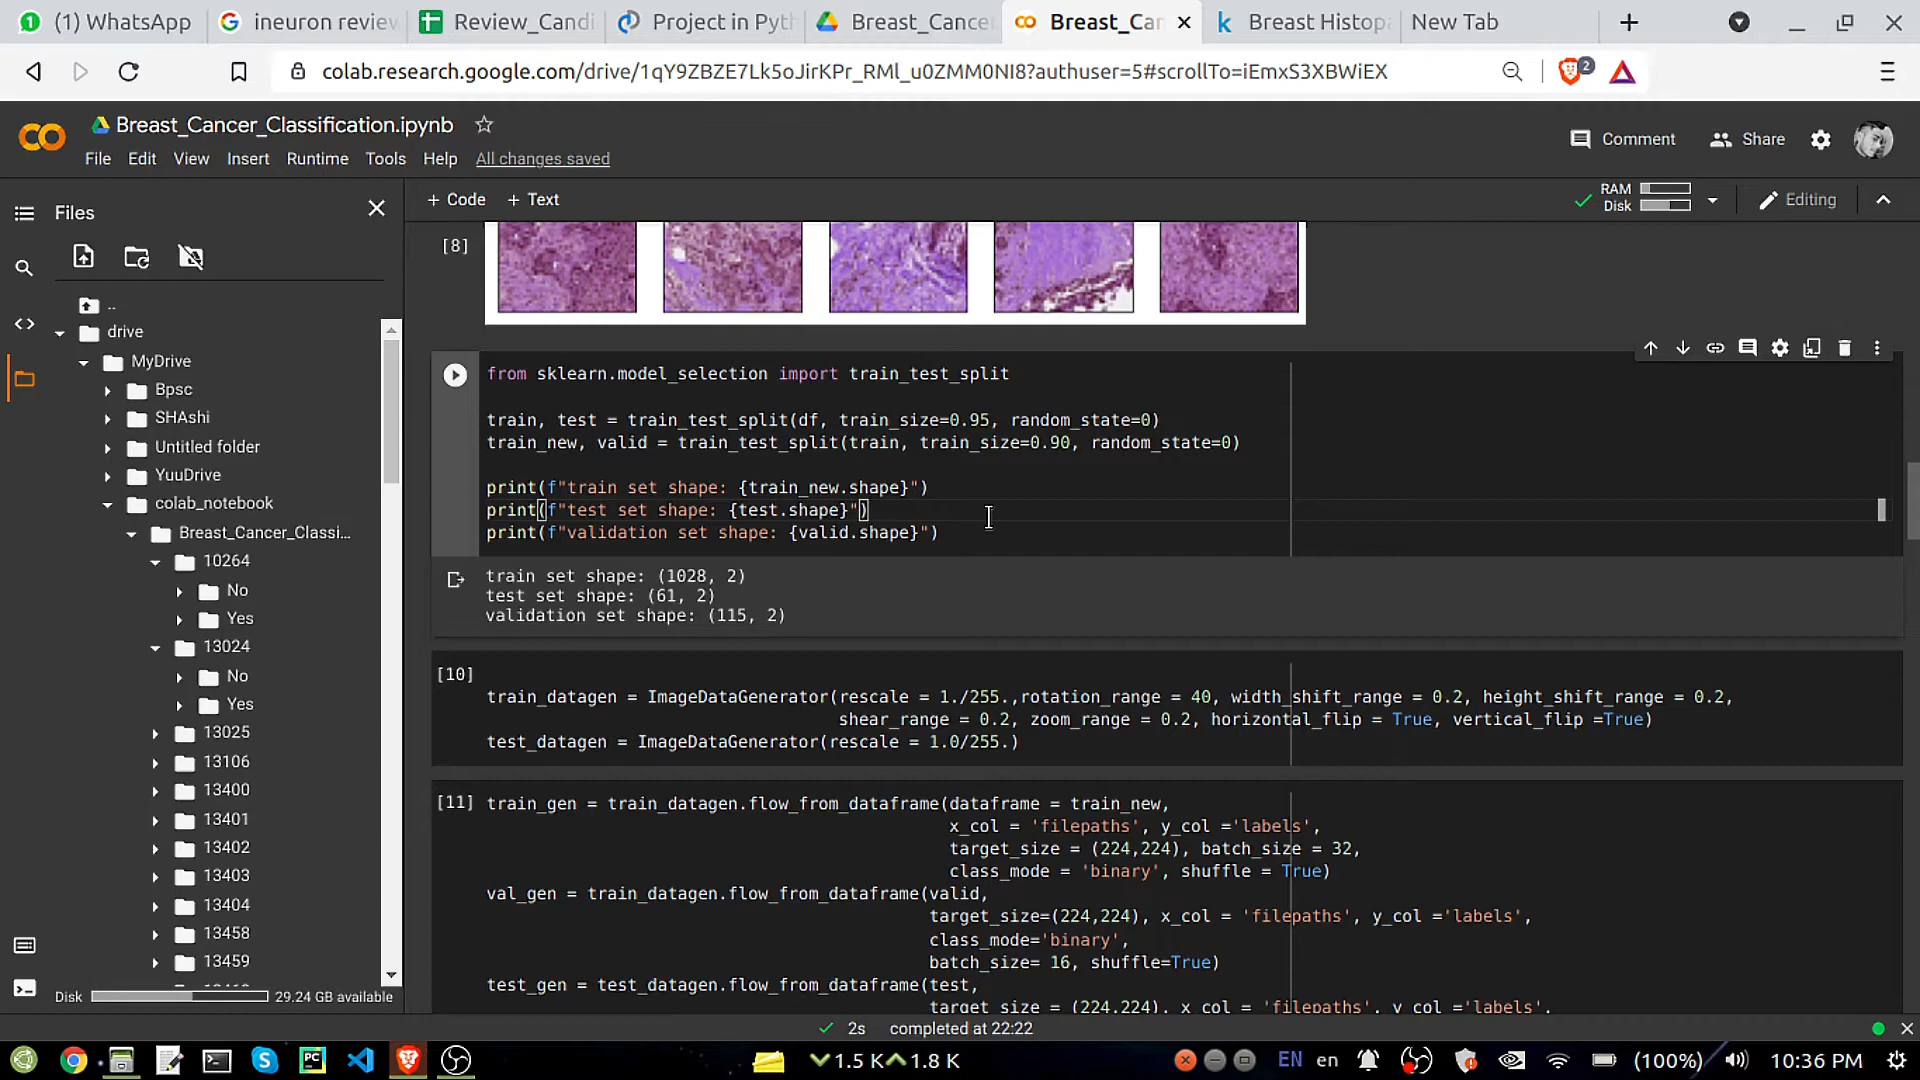 (1) WhatsApp
ineuron review
Review_Candi
Project in Pyth
Breast_Cancer
Breast_Can
Breast Histopa
New Tab
colab.research.google.com/drive/1qY9ZBZE7Lk5oJirKPr_RMl_u0ZMM0NI8?authuser=5#scrollTo=iEmxS3XBWiEX
2
Breast_Cancer_Classification.ipynb
Comment
Share
File Edit View Insert Runtime Tools Help All changes saved
+ Code + Text
RAM
Disk
Editing
Files
..
drive
MyDrive
Bpsc
SHAshi
Untitled folder
YuuDrive
colab_notebook
Breast_Cancer_Classi...
10264
No
Yes
13024
No
Yes
13025
13106
13400
13401
13402
13403
13404
13458
13459
Disk 29.24 GB available
[8]
from sklearn.model_selection import train_test_split
train, test = train_test_split(df, train_size=0.95, random_state=0)
train_new, valid = train_test_split(train, train_size=0.90, random_state=0)
print(f"train set shape: {train_new.shape}")
print(f"test set shape: {test.shape}")
print(f"validation set shape: {valid.shape}")
train set shape: (1028, 2)
test set shape: (61, 2)
validation set shape: (115, 2)
[10]
train_datagen = ImageDataGenerator(rescale = 1./255.,rotation_range = 40, width_shift_range = 0.2, height_shift_range = 0.2,
shear_range = 0.2, zoom_range = 0.2, horizontal_flip = True, vertical_flip =True)
test_datagen = ImageDataGenerator(rescale = 1.0/255.)
[11] train_gen = train_datagen.flow_from_dataframe(dataframe = train_new,
x_col = 'filepaths', y_col ='labels',
target_size = (224,224), batch_size = 32,
class_mode = 'binary', shuffle = True)
val_gen = train_datagen.flow_from_dataframe(valid,
target_size=(224,224), x_col = 'filepaths', y_col ='labels',
class_mode='binary',
batch_size= 16, shuffle=True)
test_gen = test_datagen.flow_from_dataframe(test,
target_size = (224,224), x_col = 'filepaths', y_col ='labels',
2s completed at 22:22
1.5 K 1.8 K
EN en (100%) 10:36 PM